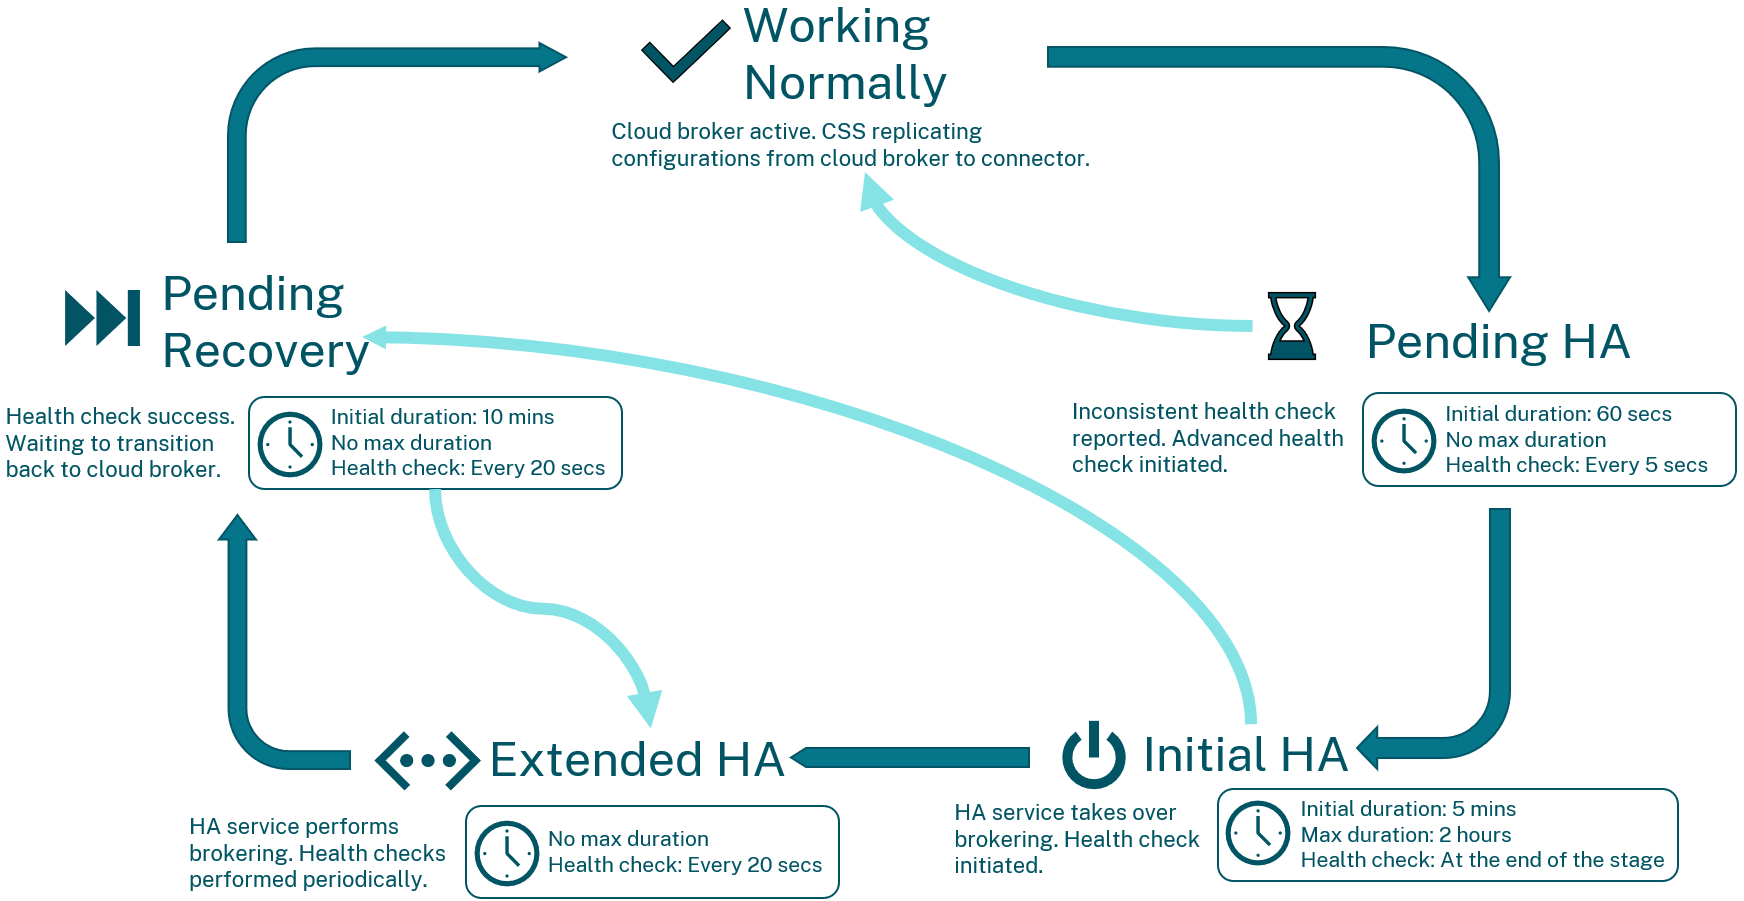 Working
Normally
Cloud broker active. CSS replicating
configurations from cloud broker to connector.
Pending
Recovery
Health check success.
Waiting to transition
back to cloud broker.
Initial duration: 10 mins
No max duration
Health check: Every 20 secs
Pending HA
Inconsistent health check
reported. Advanced health
check initiated.
Initial duration: 60 secs
No max duration
Health check: Every 5 secs
Extended HA
HA service performs
brokering. Health checks
performed periodically.
No max duration
Health check: Every 20 secs
Initial HA
HA service takes over
brokering. Health check
initiated.
Initial duration: 5 mins
Max duration: 2 hours
Health check: At the end of the stage